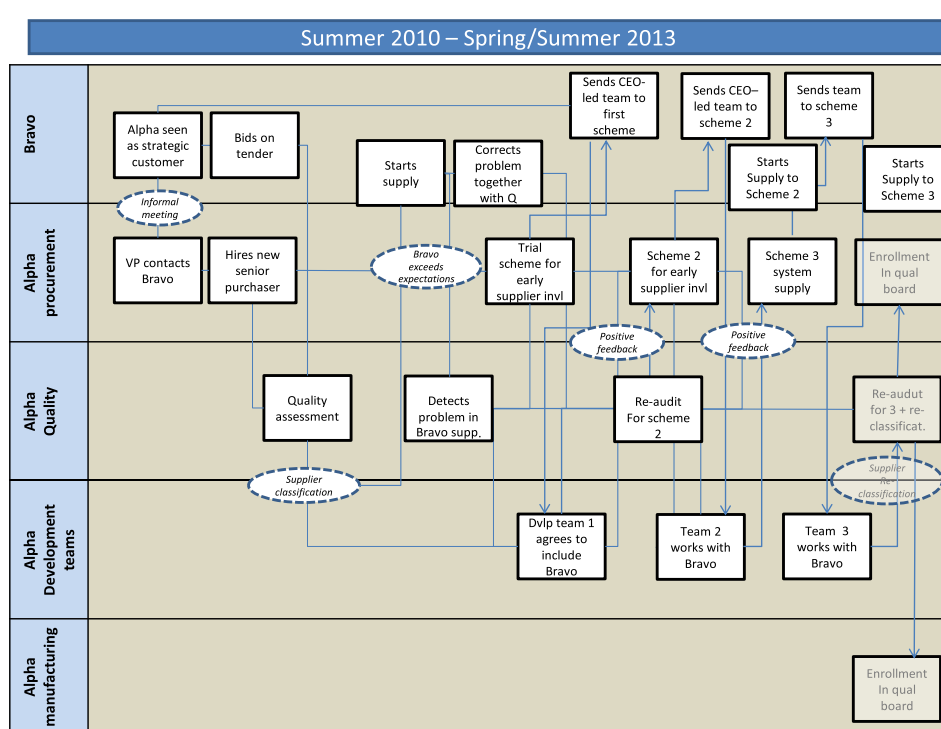 Summer 2010 – Spring/Summer 2013
Bravo
Alpha seen
as strategic
customer
Bids on
tender
Starts
supply
Corrects
problem
together
with Q
Sends CEO-
led team to
first
scheme
Sends CEO–
led team to
scheme 2
Sends team
to scheme
3
Starts
Supply to
Scheme 2
Starts
Supply to
Scheme 3
Informal
meeting
Alpha
procurement
VP contacts
Bravo
Hires new
senior
purchaser
Bravo
exceeds
expectations
Trial
scheme for
early
supplier invl
Scheme 2
for early
supplier invl
Scheme 3
system
supply
Enrollment
In qual
board
Positive
feedback
Positive
feedback
Alpha
Quality
Quality
assessment
Detects
problem in
Bravo supp.
Re-audit
For scheme
2
Re-audut
for 3 + re-
classificat.
Supplier
classification
Supplier
Re-
classification
Alpha
Development
teams
Dvlp team 1
agrees to
include
Bravo
Team 2
works with
Bravo
Team 3
works with
Bravo
Alpha
manufacturing
Enrollment
In qual
board